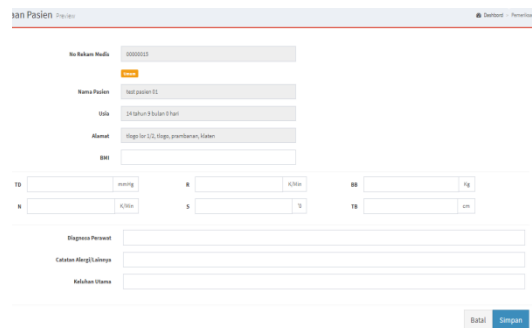 aan Pasien
Dashboard > Pemeriksaan
No Rekam Medis 00000015
Nama Pasien test pasien 01
Usia 14 tahun 9 bulan 0 hari
Alamat tlogo lor 1/2, tlogo, prambanan, klaten
BMI
TD mmHg R X/Min BB Kg
N X/Min S °C TB cm
Diagnosa Perawat
Catatan Alergi/Lainnya
Keluhan Utama
Batal Simpan